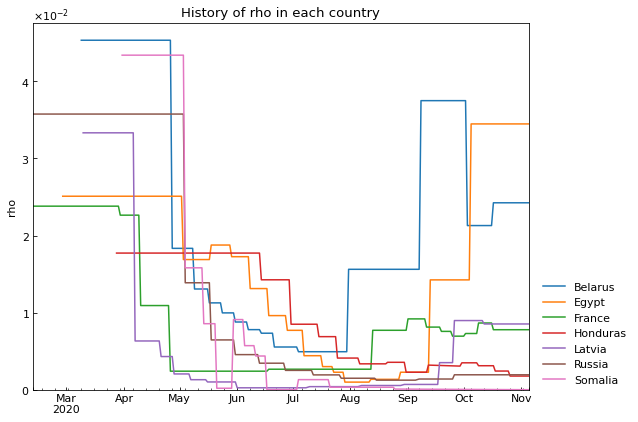 History of rho in each country
×10⁻²
4
3
2
1
0
rho
Mar Apr May Jun Jul Aug Sep Oct Nov
2020
Belarus
Egypt
France
Honduras
Latvia
Russia
Somalia